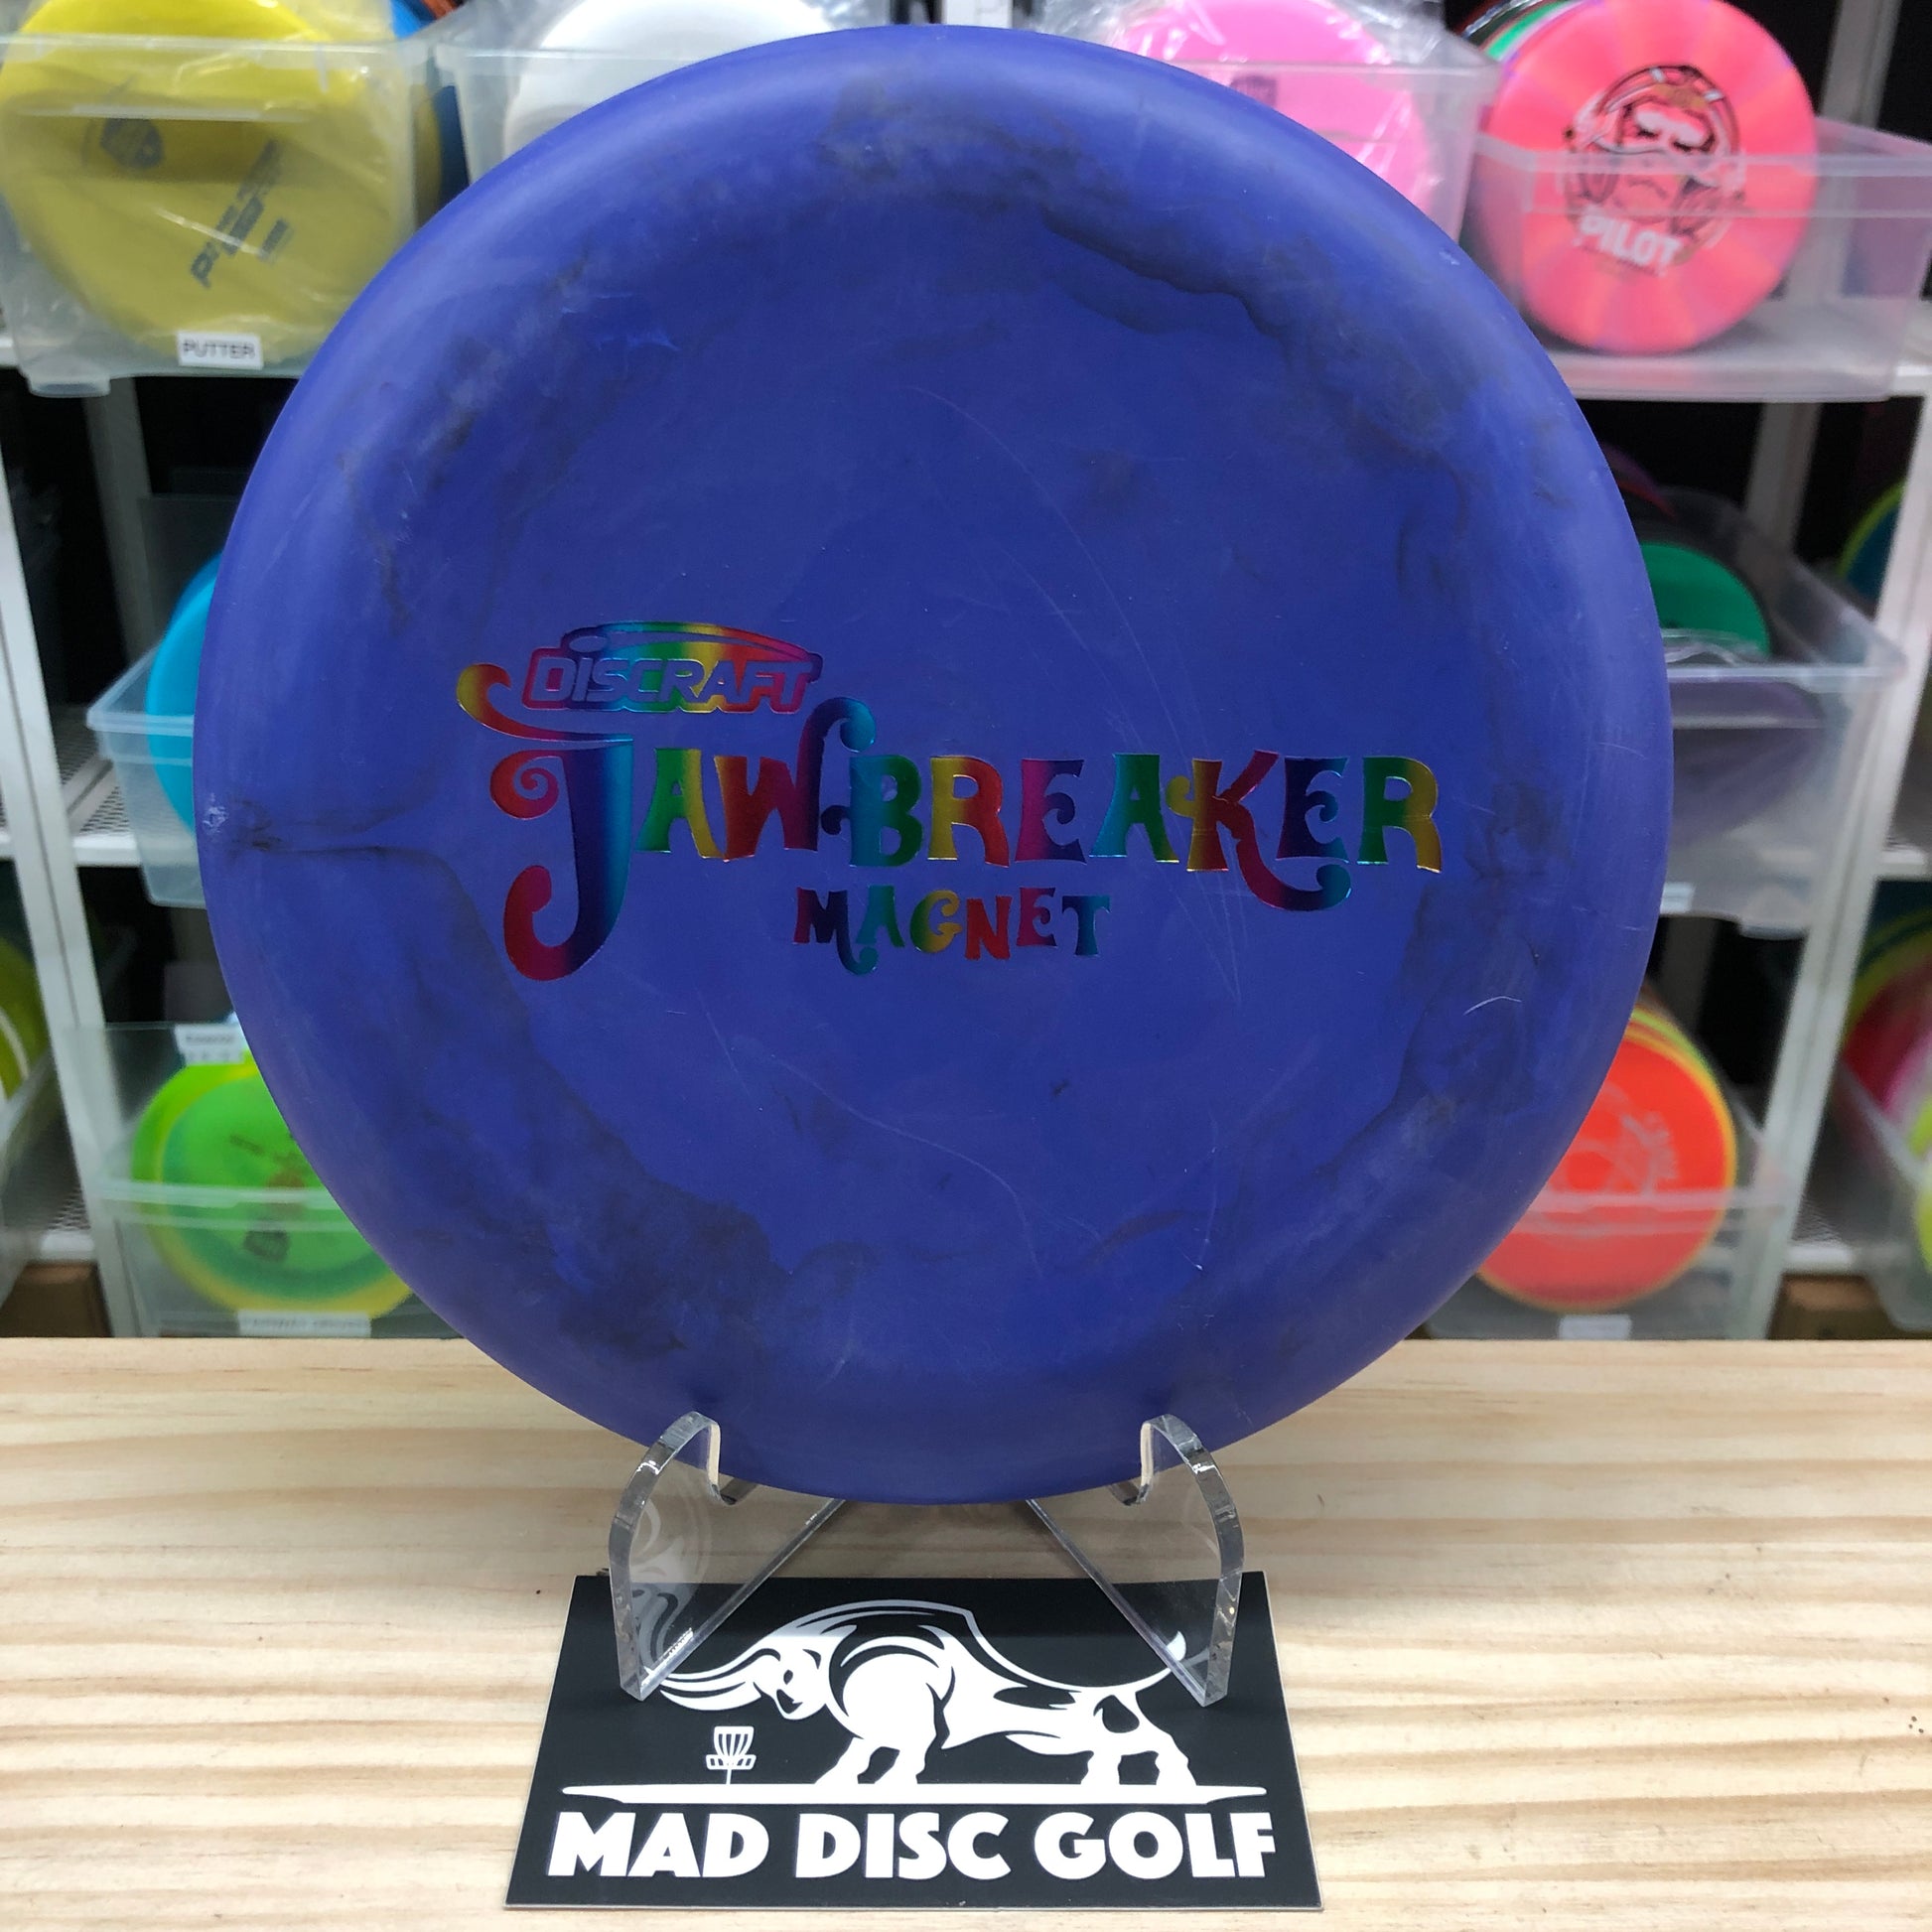 PUTTER
PILOT
DISCRAFT
JAWBREAKER
MAGNET
MAD DISC GOLF